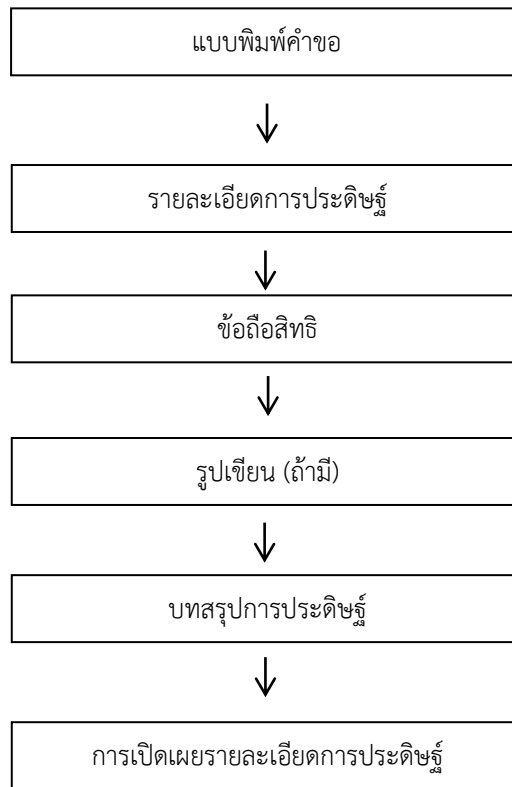 แบบพิมพ์คำขอ
รายละเอียดการประดิษฐ์
ข้อถือสิทธิ
รูปเขียน (ถ้ามี)
บทสรุปการประดิษฐ์
การเปิดเผยรายละเอียดการประดิษฐ์